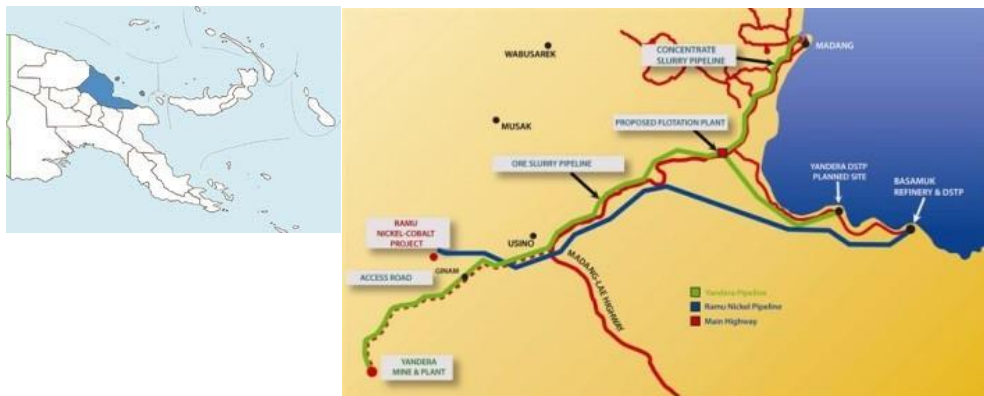 WABUSAREK
CONCENTRATE
SLURRY PIPELINE
MADANG
MUSAK
PROPOSED FLOTATION PLANT
ORE SLURRY PIPELINE
YANDERA DSTP
PLANNED SITE
BASAMUK
REFINERY & DSTP
RAMU
NICKEL-COBALT
PROJECT
USINO
ACCESS ROAD
GINAM
MADANG-LAE HIGHWAY
Yandera Pipeline
Ramu Nickel Pipeline
Main Highway
YANDERA
MINE & PLANT